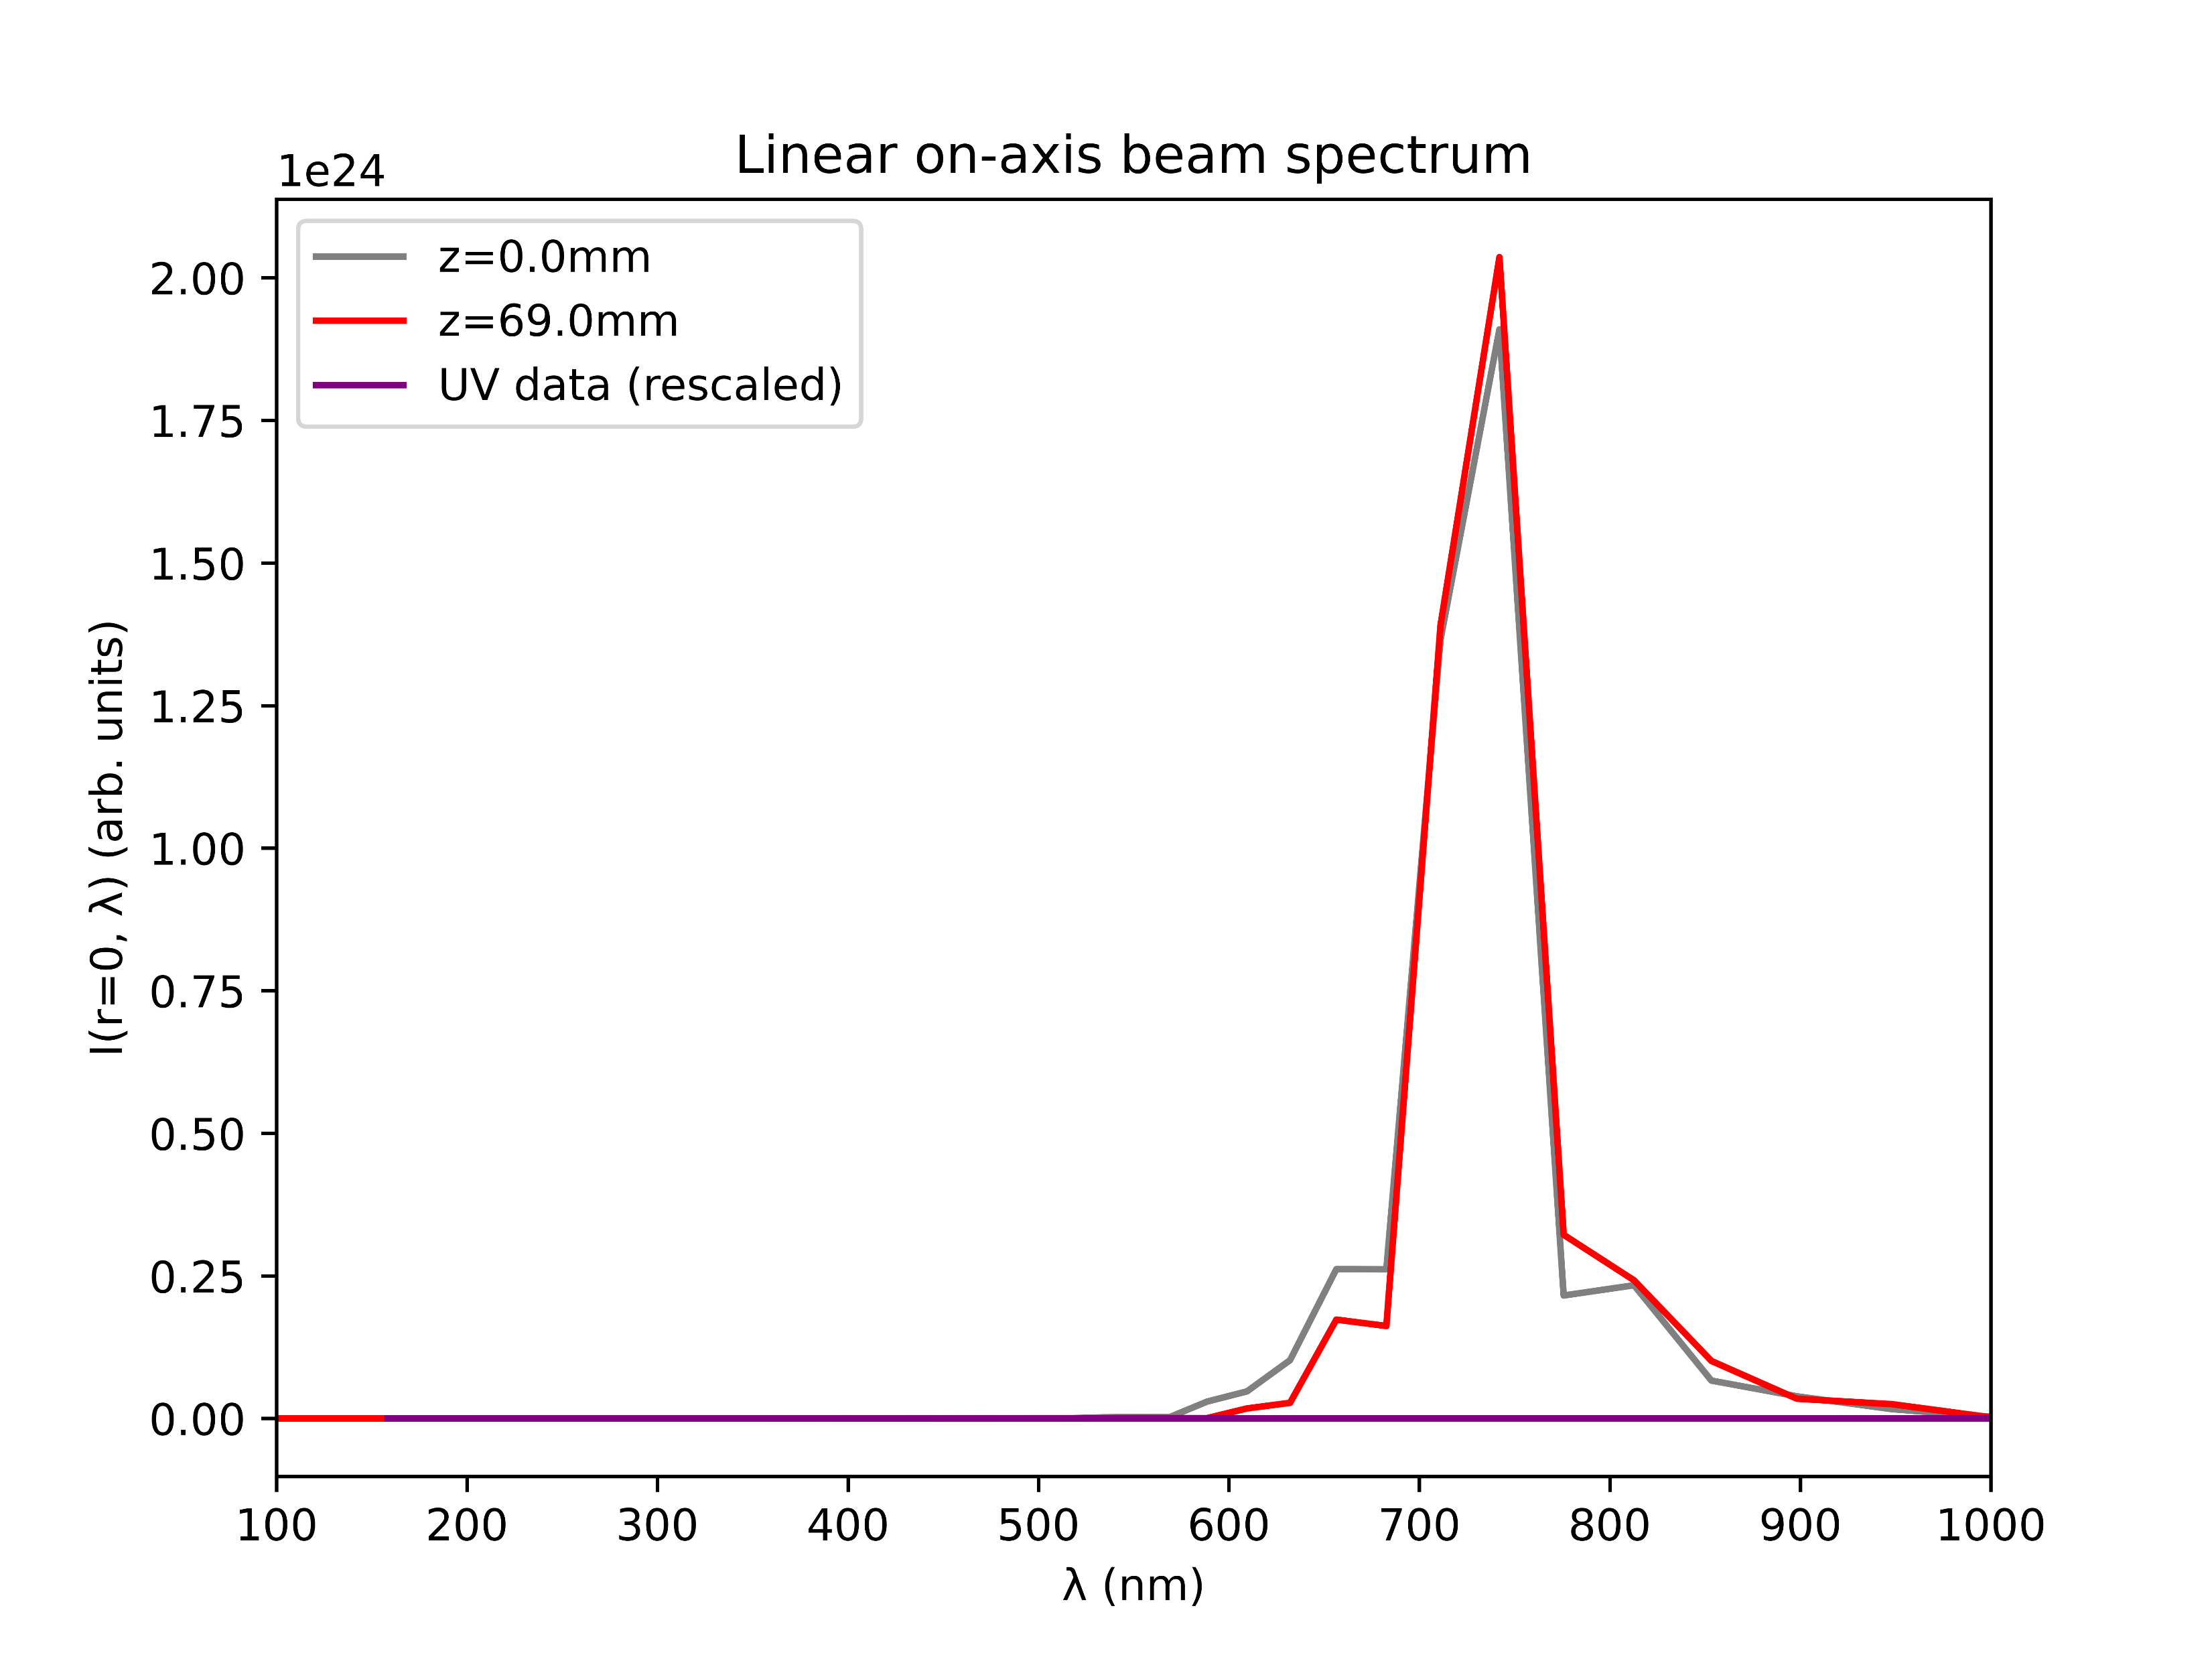 Linear on-axis beam spectrum
1e24
z=0.0mm
z=69.0mm
UV data (rescaled)
2.00
1.75
1.50
1.25
1.00
0.75
0.50
0.25
0.00
I(r=0, λ) (arb. units)
100 200 300 400 500 600 700 800 900 1000
λ (nm)